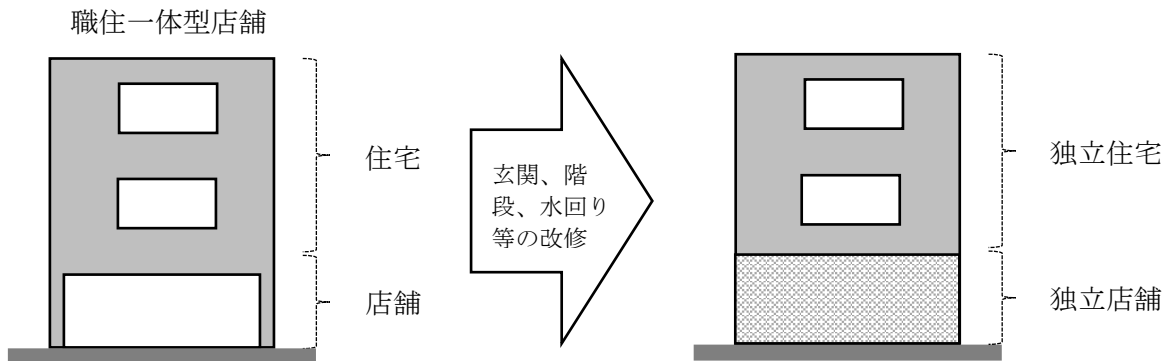 職住一体型店舗
住宅
店舗
玄関、階
段、水回り
等の改修
独立住宅
独立店舗